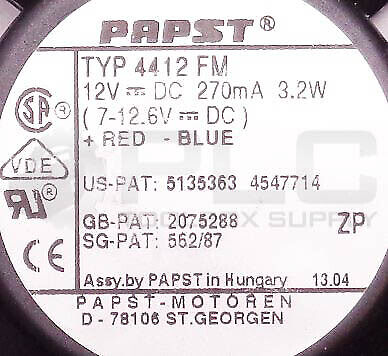 PAPST®
TYP 4412 FM
12V ⎓ DC 270mA 3.2W
( 7-12.6V ⎓ DC )
+ RED - BLUE
SA ®
VDE
US-PAT: 5135363 4547714
GB-PAT: 2075288 ZP
SG-PAT: 562/87
CE
Assy.by PAPST in Hungary 13.04
PAPST-MOTOREN
D - 78106 ST.GEORGEN
PLC
SUPPLY